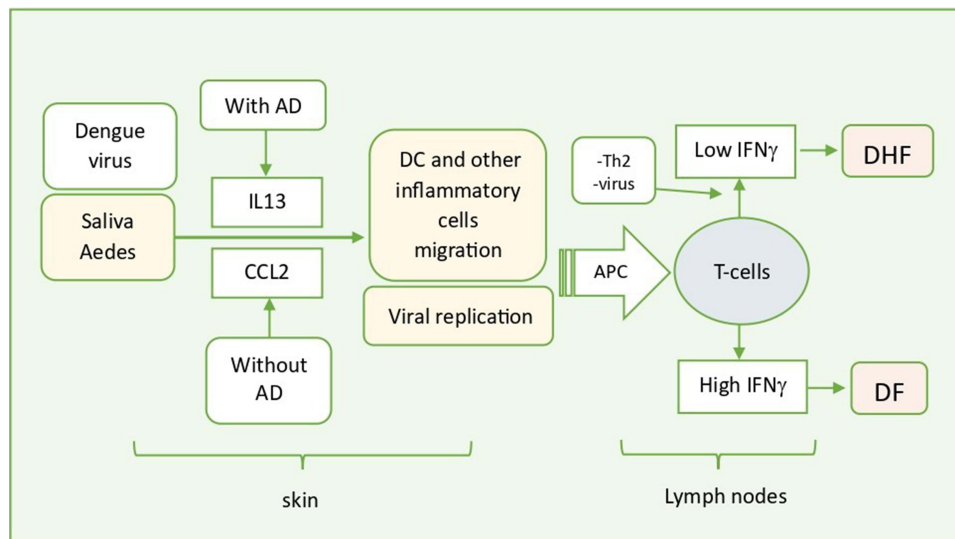 Dengue
virus
Saliva
Aedes
With AD
IL13
CCL2
Without
AD
DC and other
inflammatory
cells
migration
Viral replication
APC
-Th2
-virus
T-cells
Low IFNγ
DHF
High IFNγ
DF
skin
Lymph nodes